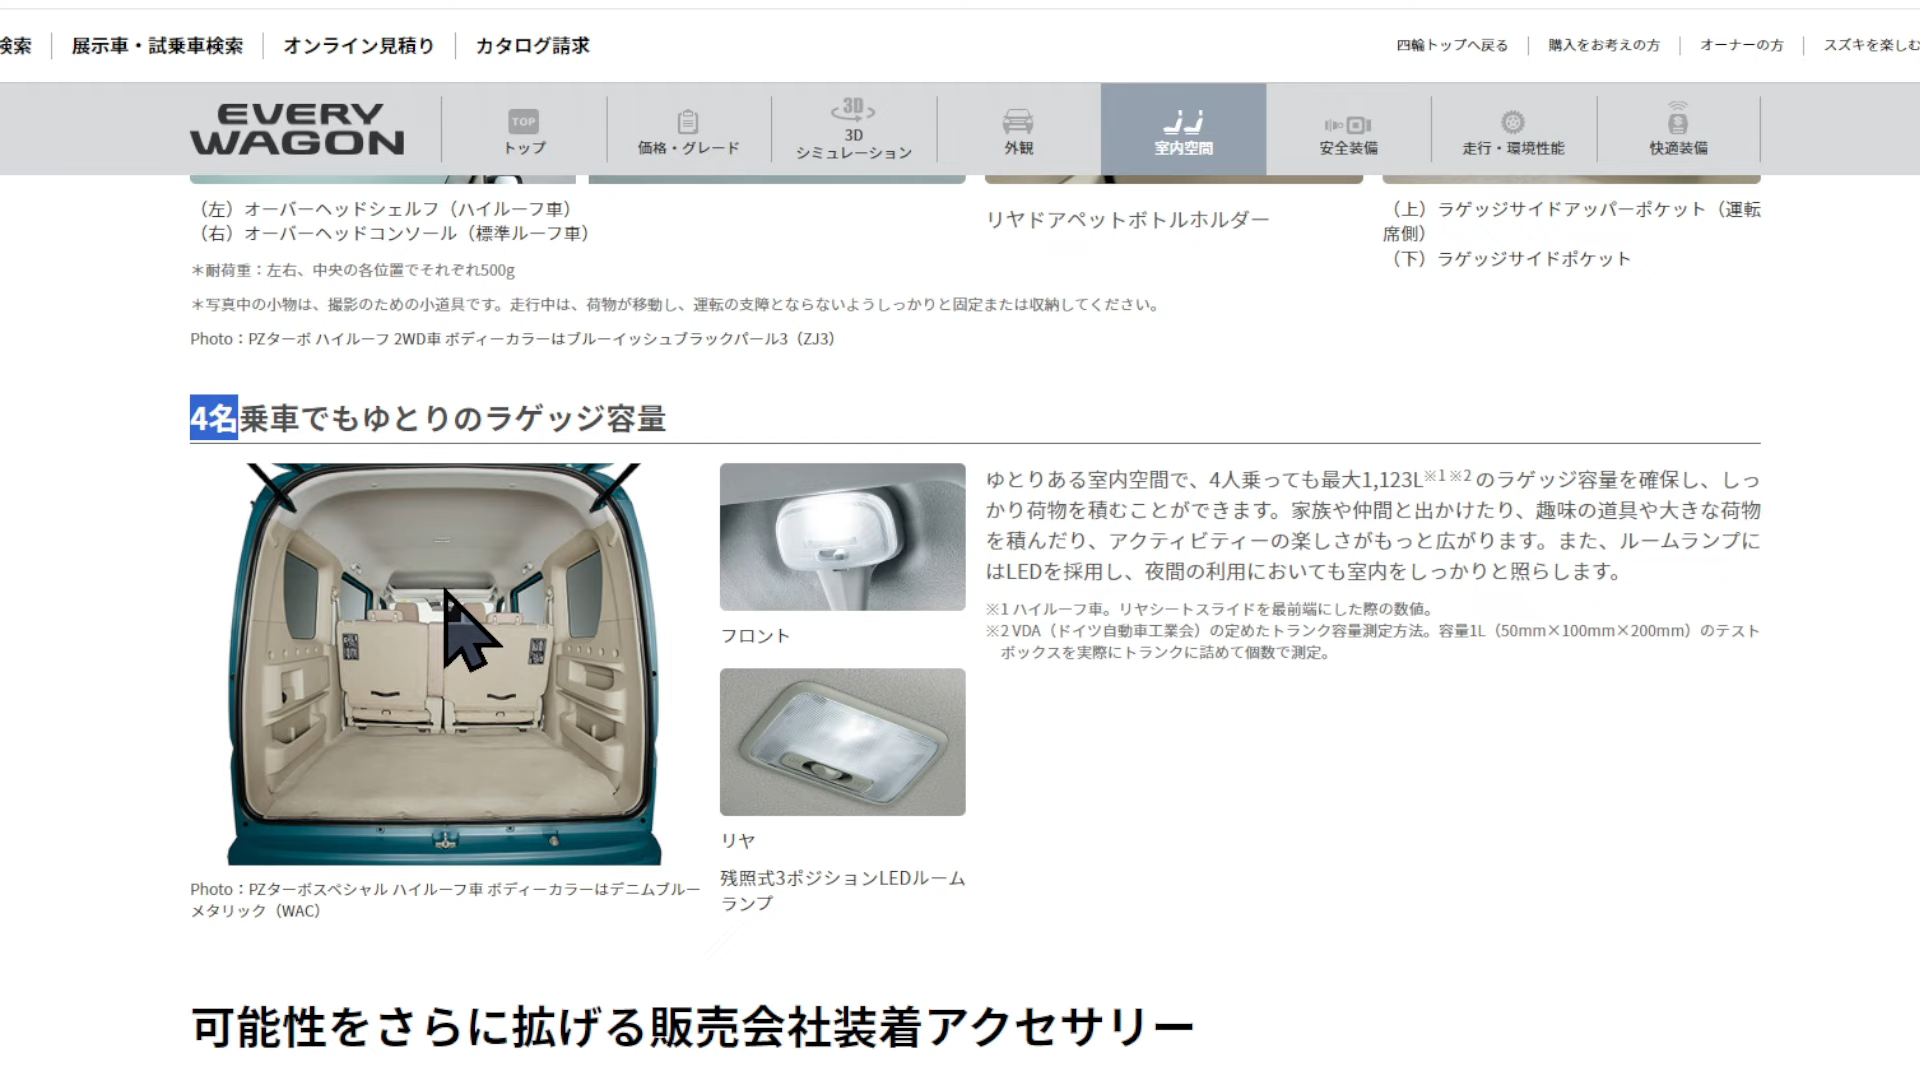 検索
展示車・試乗車検索
オンライン見積り
カタログ請求
四輪トップへ戻る
購入をお考えの方
オーナーの方
スズキを楽しむ
EVERY
WAGON
TOP
トップ
価格・グレード
3D
3D
シミュレーション
外観
室内空間
安全装備
走行・環境性能
快適装備
（左）オーバーヘッドシェルフ（ハイルーフ車）
（右）オーバーヘッドコンソール（標準ルーフ車）
リヤドアペットボトルホルダー
（上）ラゲッジサイドアッパーポケット（運転
席側）
（下）ラゲッジサイドポケット
＊耐荷重：左右、中央の各位置でそれぞれ500g
＊写真中の小物は、撮影のための小道具です。走行中は、荷物が移動し、運転の支障とならないようしっかりと固定または収納してください。
Photo：PZターボ ハイルーフ 2WD車 ボディーカラーはブルーイッシュブラックパール3（ZJ3）
4名乗車でもゆとりのラゲッジ容量
ゆとりある室内空間で、4人乗っても最大1,123L※1 ※2 のラゲッジ容量を確保し、しっ
かり荷物を積むことができます。家族や仲間と出かけたり、趣味の道具や大きな荷物
を積んだり、アクティビティーの楽しさがもっと広がります。また、ルームランプに
はLEDを採用し、夜間の利用においても室内をしっかりと照らします。
※1 ハイルーフ車。リヤシートスライドを最前端にした際の数値。
※2 VDA（ドイツ自動車工業会）の定めたトランク容量測定方法。容量1L（50mm×100mm×200mm）のテスト
ボックスを実際にトランクに詰めて個数で測定。
フロント
リヤ
残照式3ポジションLEDルーム
ランプ
Photo：PZターボスペシャル ハイルーフ車 ボディーカラーはデニムブルー
メタリック（WAC）
可能性をさらに拡げる販売会社装着アクセサリー